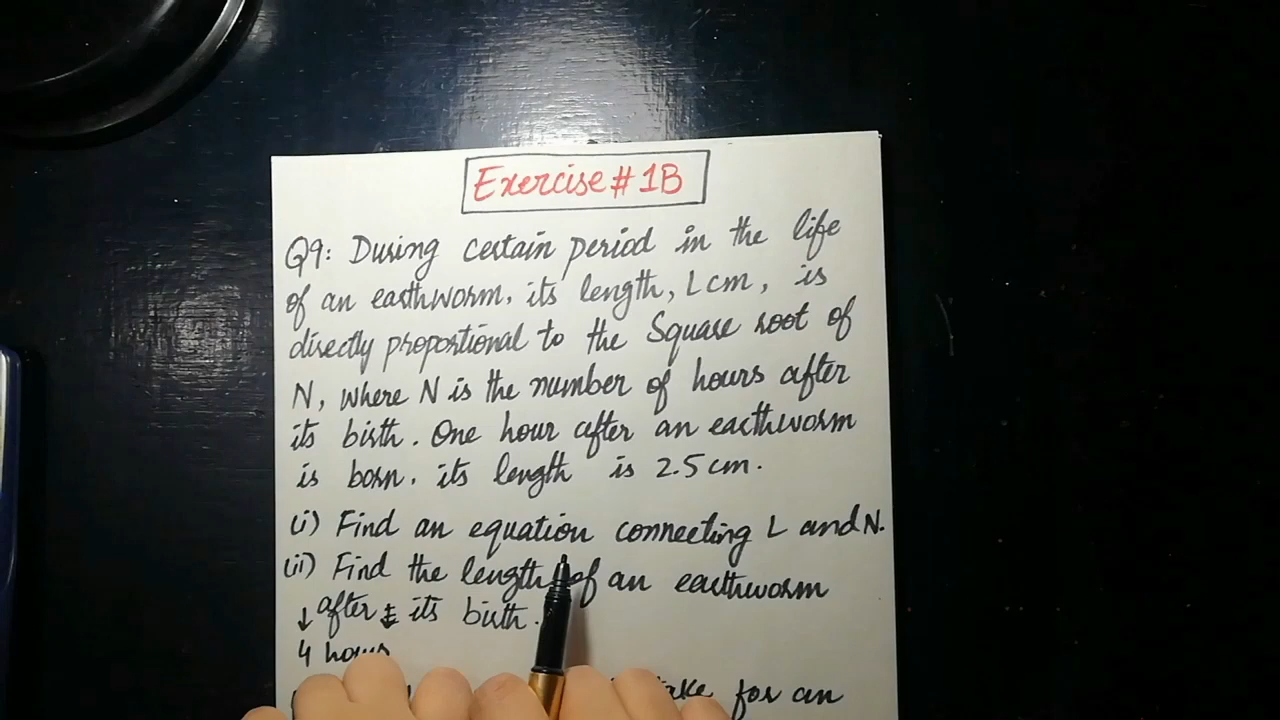 Exercise # 1B
Q9: During certain period in the life
of an earthworm, its length, L cm, is
directly proportional to the Square root of
N, where N is the number of hours after
its birth. One hour after an earthworm
is born, its length is 2.5 cm.
(i) Find an equation connecting L and N.
(ii) Find the length of an earthworm
↓ after its birth.
4 hours
for an